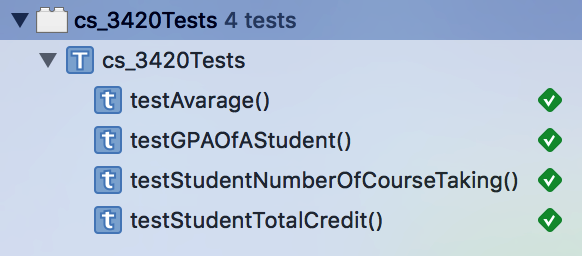 cs_3420Tests 4 tests
T cs_3420Tests
t testAvarage()
t testGPAOfAStudent()
t testStudentNumberOfCourseTaking()
t testStudentTotalCredit()